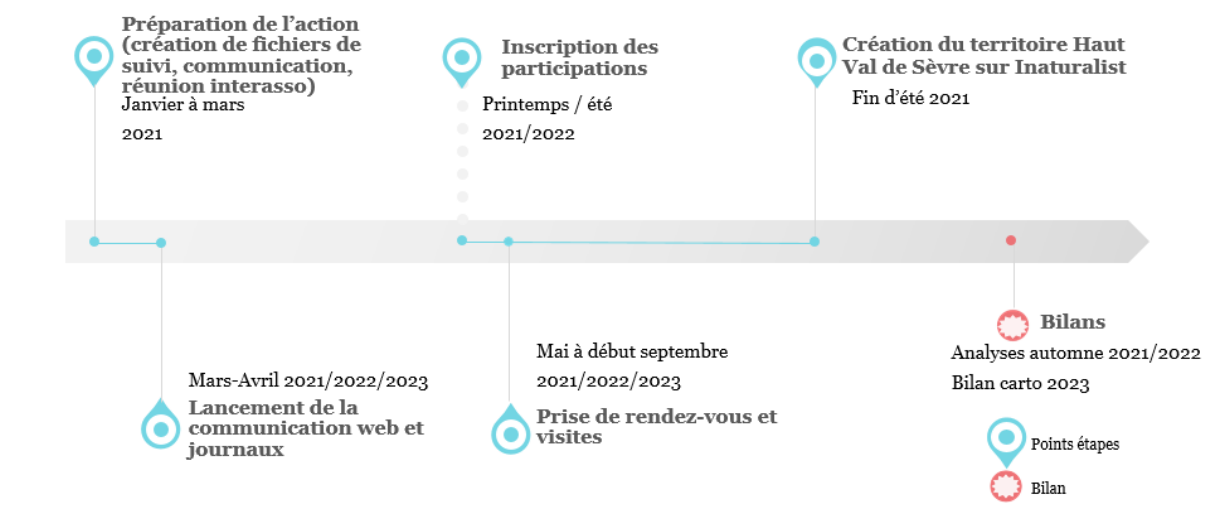 Préparation de l’action
(création de fichiers de
suivi, communication,
réunion interasso)
Janvier à mars
2021
Inscription des
participations
Printemps / été
2021/2022
Création du territoire Haut
Val de Sèvre sur Inaturalist
Fin d’été 2021
Mars-Avril 2021/2022/2023
Lancement de la
communication web et
journaux
Mai à début septembre
2021/2022/2023
Prise de rendez-vous et
visites
Bilans
Analyses automne 2021/2022
Bilan carto 2023
Points étapes
Bilan